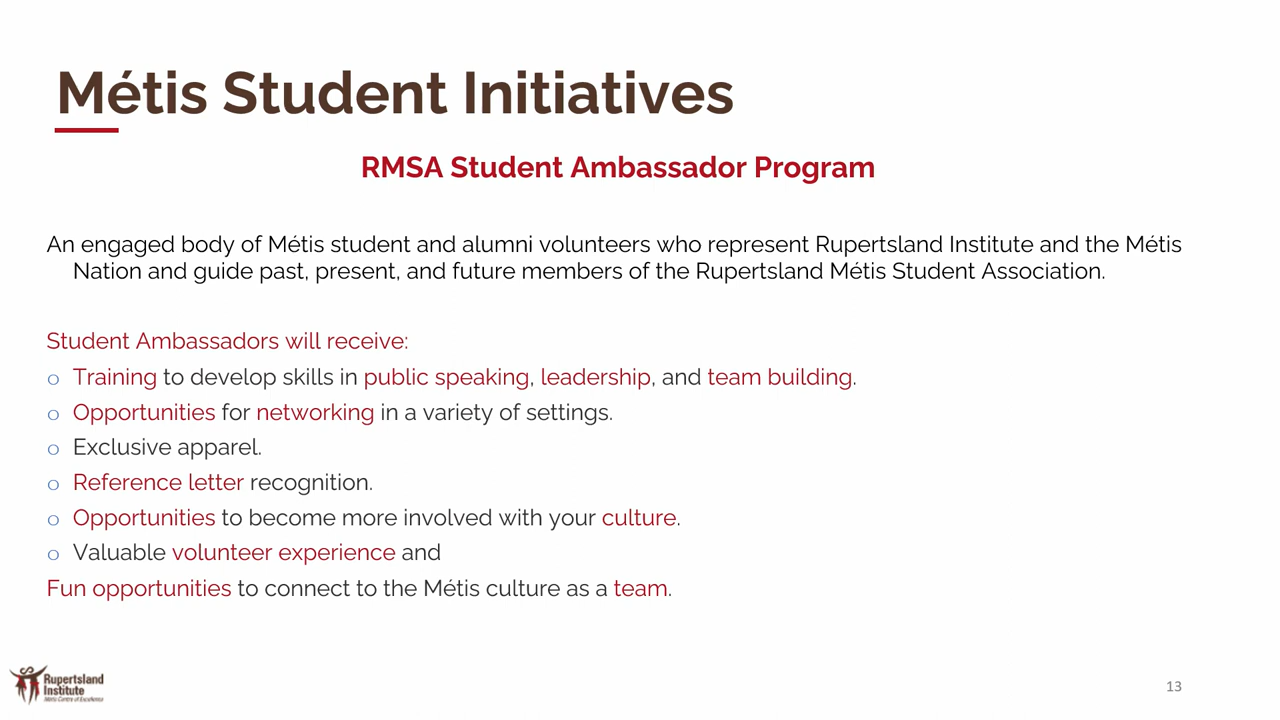 Métis Student Initiatives
RMSA Student Ambassador Program
An engaged body of Métis student and alumni volunteers who represent Rupertsland Institute and the Métis
Nation and guide past, present, and future members of the Rupertsland Métis Student Association.
Student Ambassadors will receive:
o Training to develop skills in public speaking, leadership, and team building.
o Opportunities for networking in a variety of settings.
o Exclusive apparel.
o Reference letter recognition.
o Opportunities to become more involved with your culture.
o Valuable volunteer experience and
Fun opportunities to connect to the Métis culture as a team.
Rupertsland
Institute
Métis Centre of Excellence
13